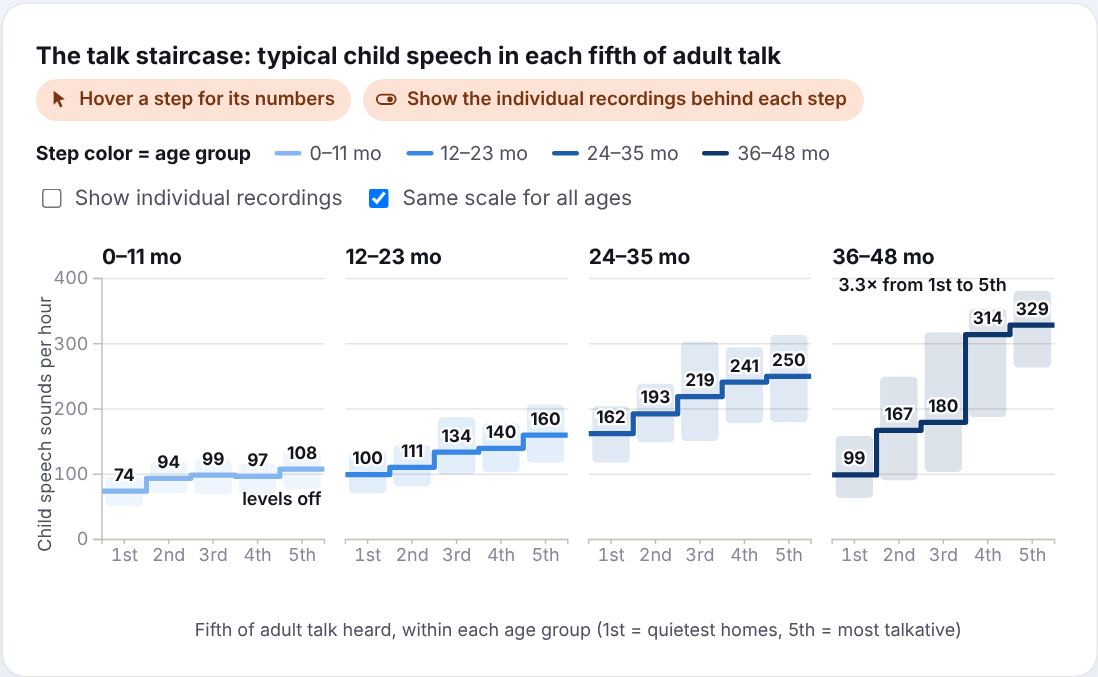 The talk staircase: typical child speech in each fifth of adult talk
Hover a step for its numbers
Show the individual recordings behind each step
Step color = age group 0–11 mo 12–23 mo 24–35 mo 36–48 mo
Show individual recordings
Same scale for all ages
Child speech sounds per hour
400
300
200
100
0
0–11 mo
74 94 99 97 108
levels off
1st 2nd 3rd 4th 5th
12–23 mo
100 111 134 140 160
1st 2nd 3rd 4th 5th
24–35 mo
162 193 219 241 250
1st 2nd 3rd 4th 5th
36–48 mo
3.3× from 1st to 5th
99 167 180 314 329
1st 2nd 3rd 4th 5th
Fifth of adult talk heard, within each age group (1st = quietest homes, 5th = most talkative)